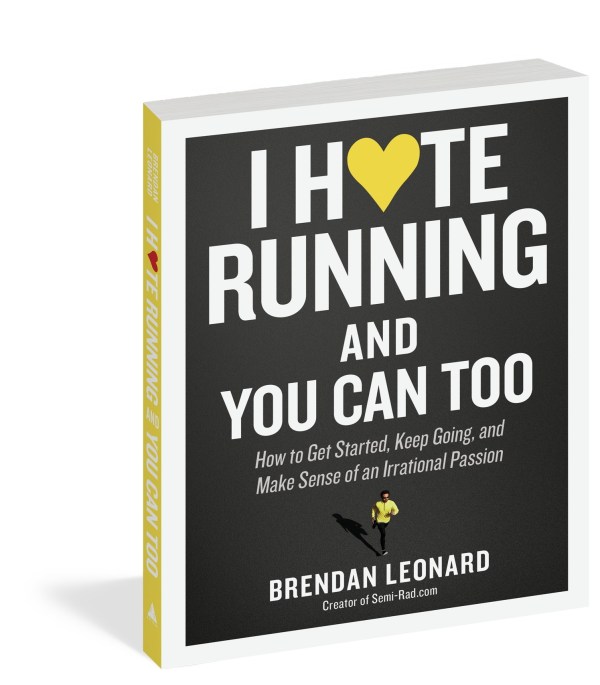 I H♥TE
RUNNING
AND
YOU CAN TOO
How to Get Started, Keep Going, and
Make Sense of an Irrational Passion
BRENDAN LEONARD
Creator of Semi-Rad.com
BRENDAN
LEONARD
I H♥TE RUNNING AND YOU CAN TOO